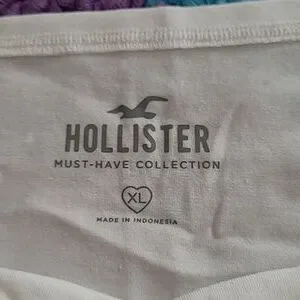 HOLLISTER
MUST-HAVE COLLECTION
XL
MADE IN INDONESIA